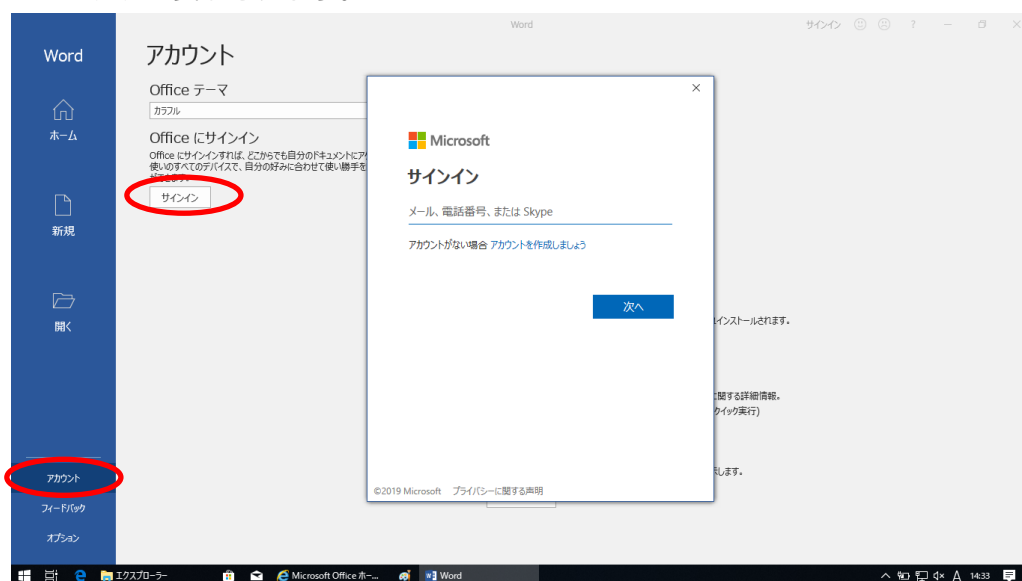 Word
サインイン
?
Word
アカウント
ホーム
新規
開く
アカウント
フィードバック
オプション
Office テーマ
カラフル
Office にサインイン
Office にサインインすれば、どこからでも自分のドキュメントにア
使いのすべてのデバイスで、自分の好みに合わせて使い勝手を
サインイン
Microsoft
サインイン
メール、電話番号、または Skype
アカウントがない場合 アカウントを作成しましょう
次へ
©2019 Microsoft プライバシーに関する声明
インストールされます。
関する詳細情報。
クイック実行)
します。
エクスプローラー
Microsoft Office ホー...
Word
A
14:33